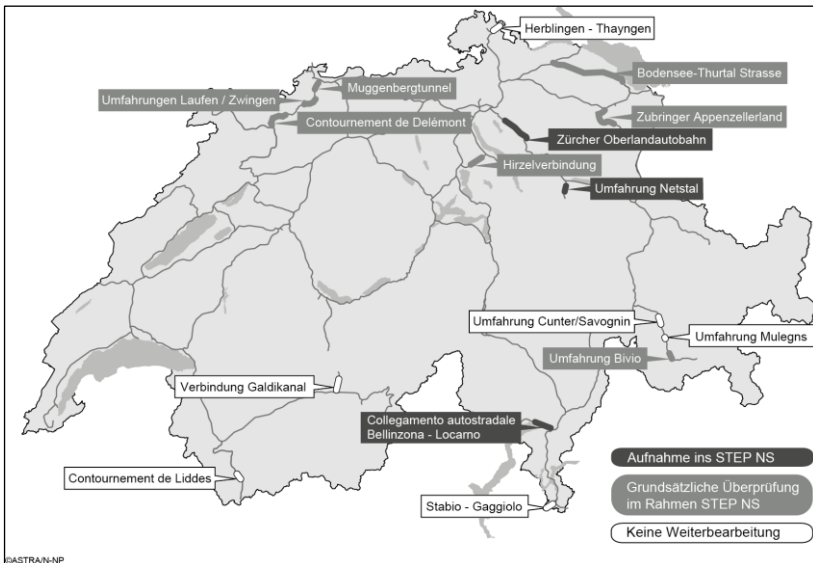 Herblingen - Thayngen
Bodensee-Thurtal Strasse
Muggenbergtunnel
Umfahrungen Laufen / Zwingen
Contournement de Delémont
Zubringer Appenzellerland
Zürcher Oberlandautobahn
Hirzelverbindung
Umfahrung Netstal
Umfahrung Cunter/Savognin
Umfahrung Mulegns
Umfahrung Bivio
Verbindung Galdikanal
Collegamento autostradale
Bellinzona - Locarno
Contournement de Liddes
Stabio - Gaggiolo
Aufnahme ins STEP NS
Grundsätzliche Überprüfung
im Rahmen STEP NS
Keine Weiterbearbeitung
©ASTRA/N-NP